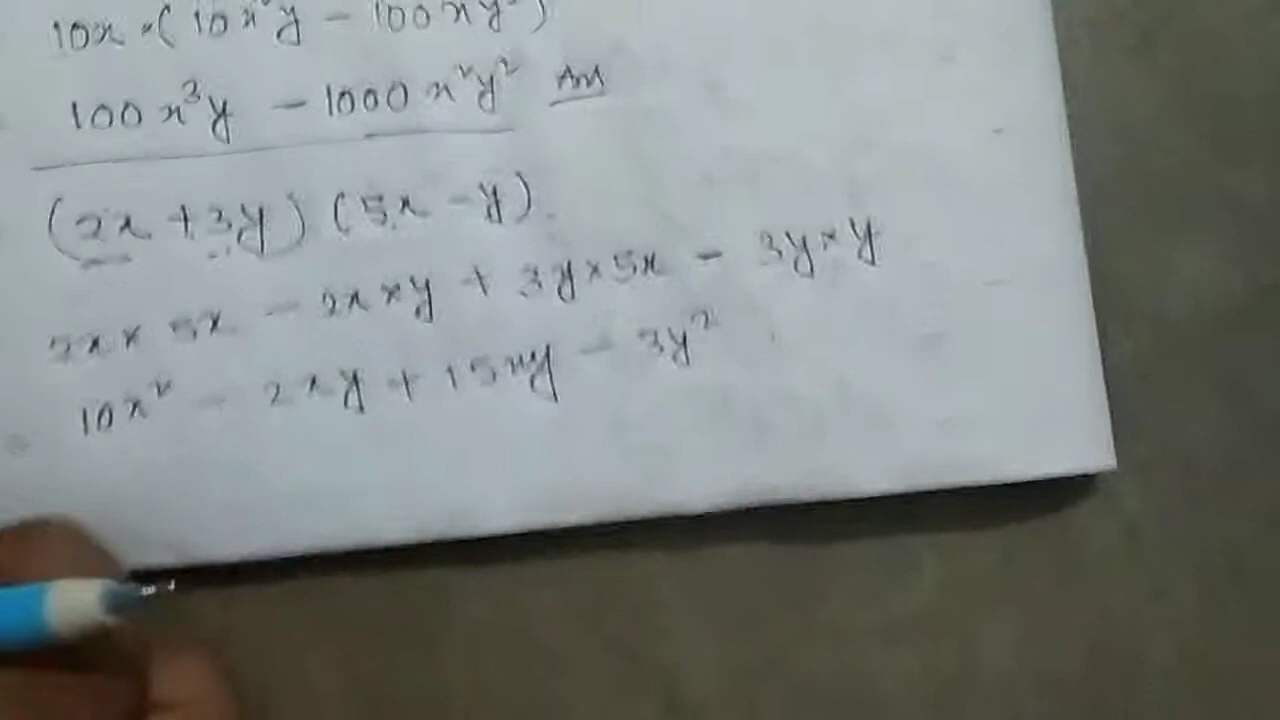 10x × (10x²y - 100xy²)
100x³y - 1000x²y² Ans
(2x + 3y) (5x - y)
2x × 5x - 2x × y + 3y × 5x - 3y × y
10x² - 2xy + 15xy - 3y²